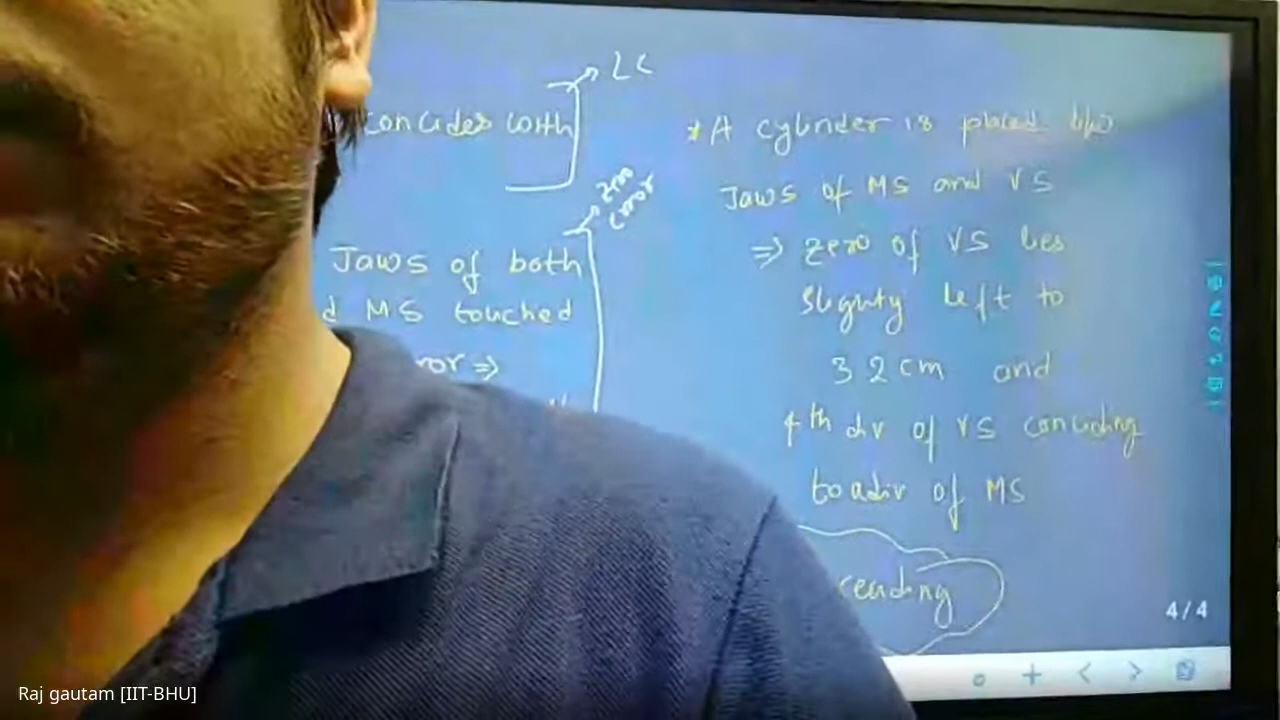 LC
concides with
zero
error
Jaws of both
d MS touched
ror ⇒
* A cylinder is placed b/w
Jaws of MS and VS
⇒ zero of VS lies
slighty left to
3 2 cm and
4th div of VS conciding
to a div of MS
reading
4/4
Raj gautam [IIT-BHU]